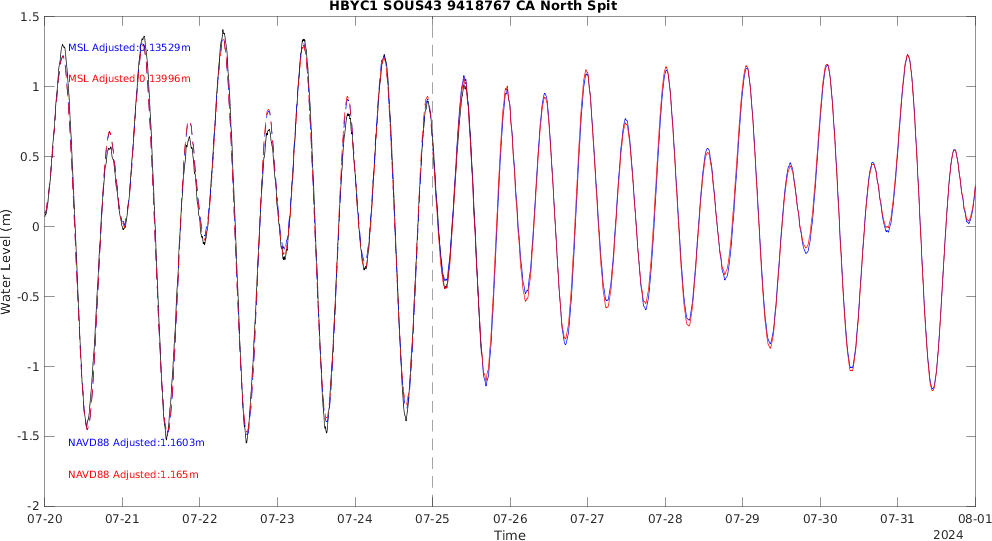 HBYC1 SOUS43 9418767 CA North Spit
1.5
MSL Adjusted:0.13529m
MSL Adjusted:0.13996m
1
0.5
0
Water Level (m)
-0.5
-1
-1.5
NAVD88 Adjusted:1.1603m
NAVD88 Adjusted:1.165m
-2
07-20 07-21 07-22 07-23 07-24 07-25 07-26 07-27 07-28 07-29 07-30 07-31 08-01
Time
2024